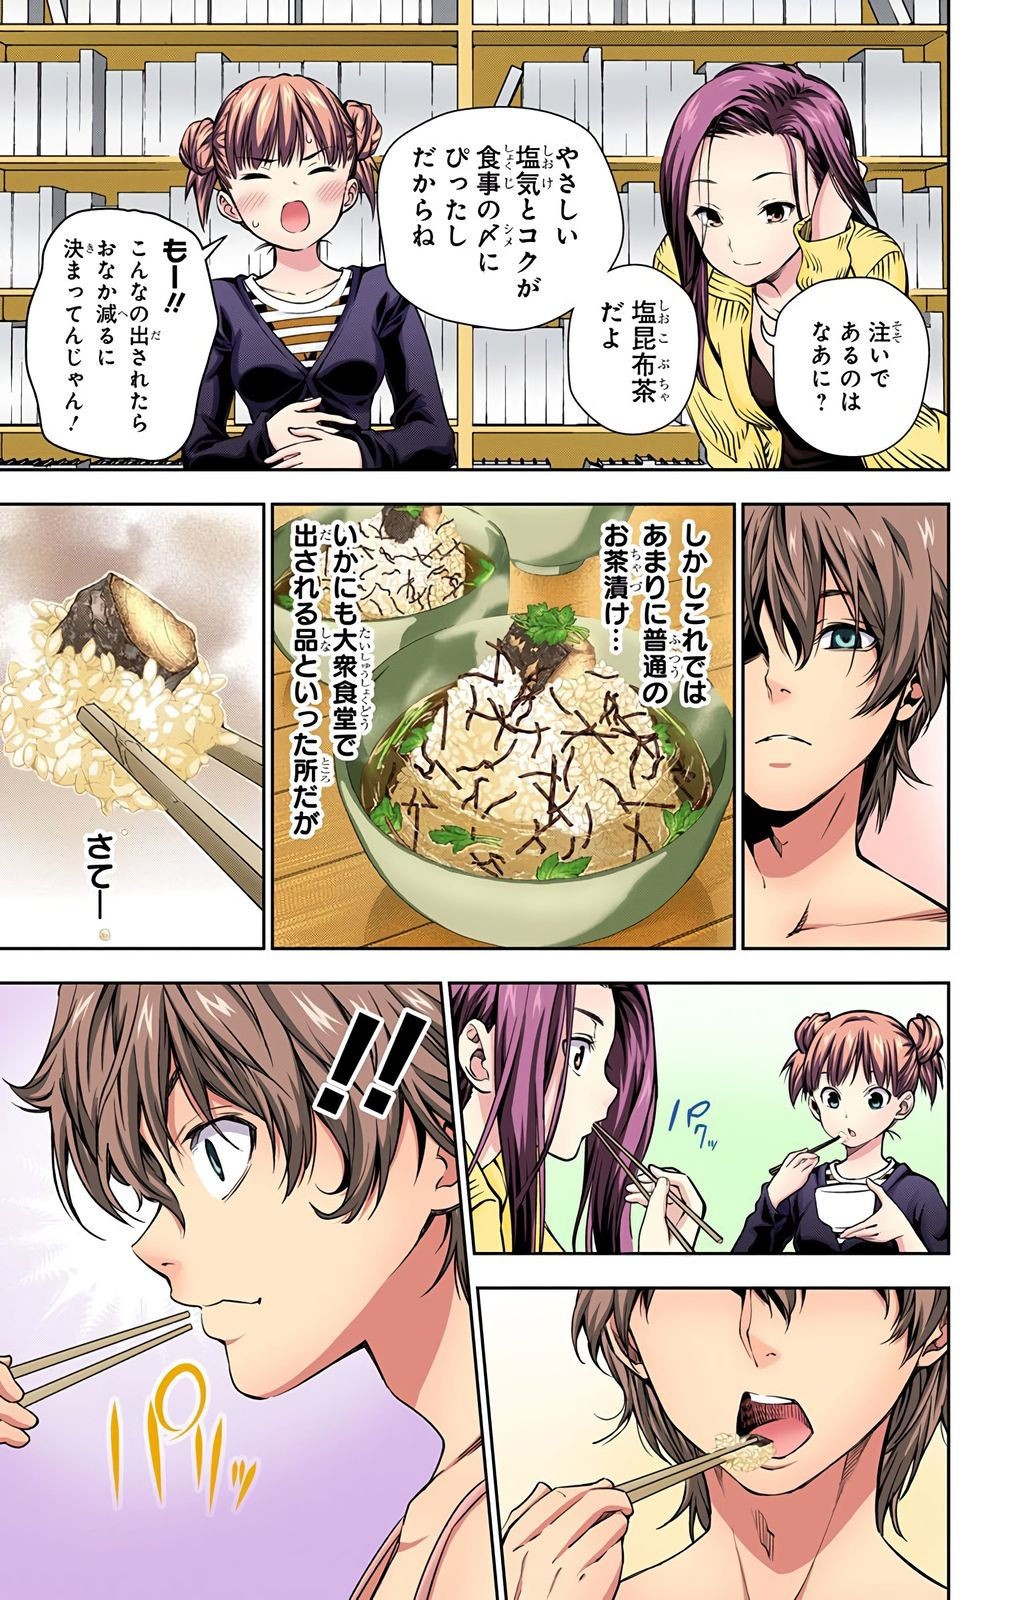 注いで
あるのは
なあに？
塩昆布茶
だよ
やさしい
塩気とコクが
食事の〆に
ぴったし
だからね
もー!!
こんなの出されたら
おなか減るに
決まってんじゃん！
しかしこれでは
あまりに普通の
お茶漬け…
いかにも大衆食堂で
出される品といった所だが
さてー
パクッ
パクッ
!!